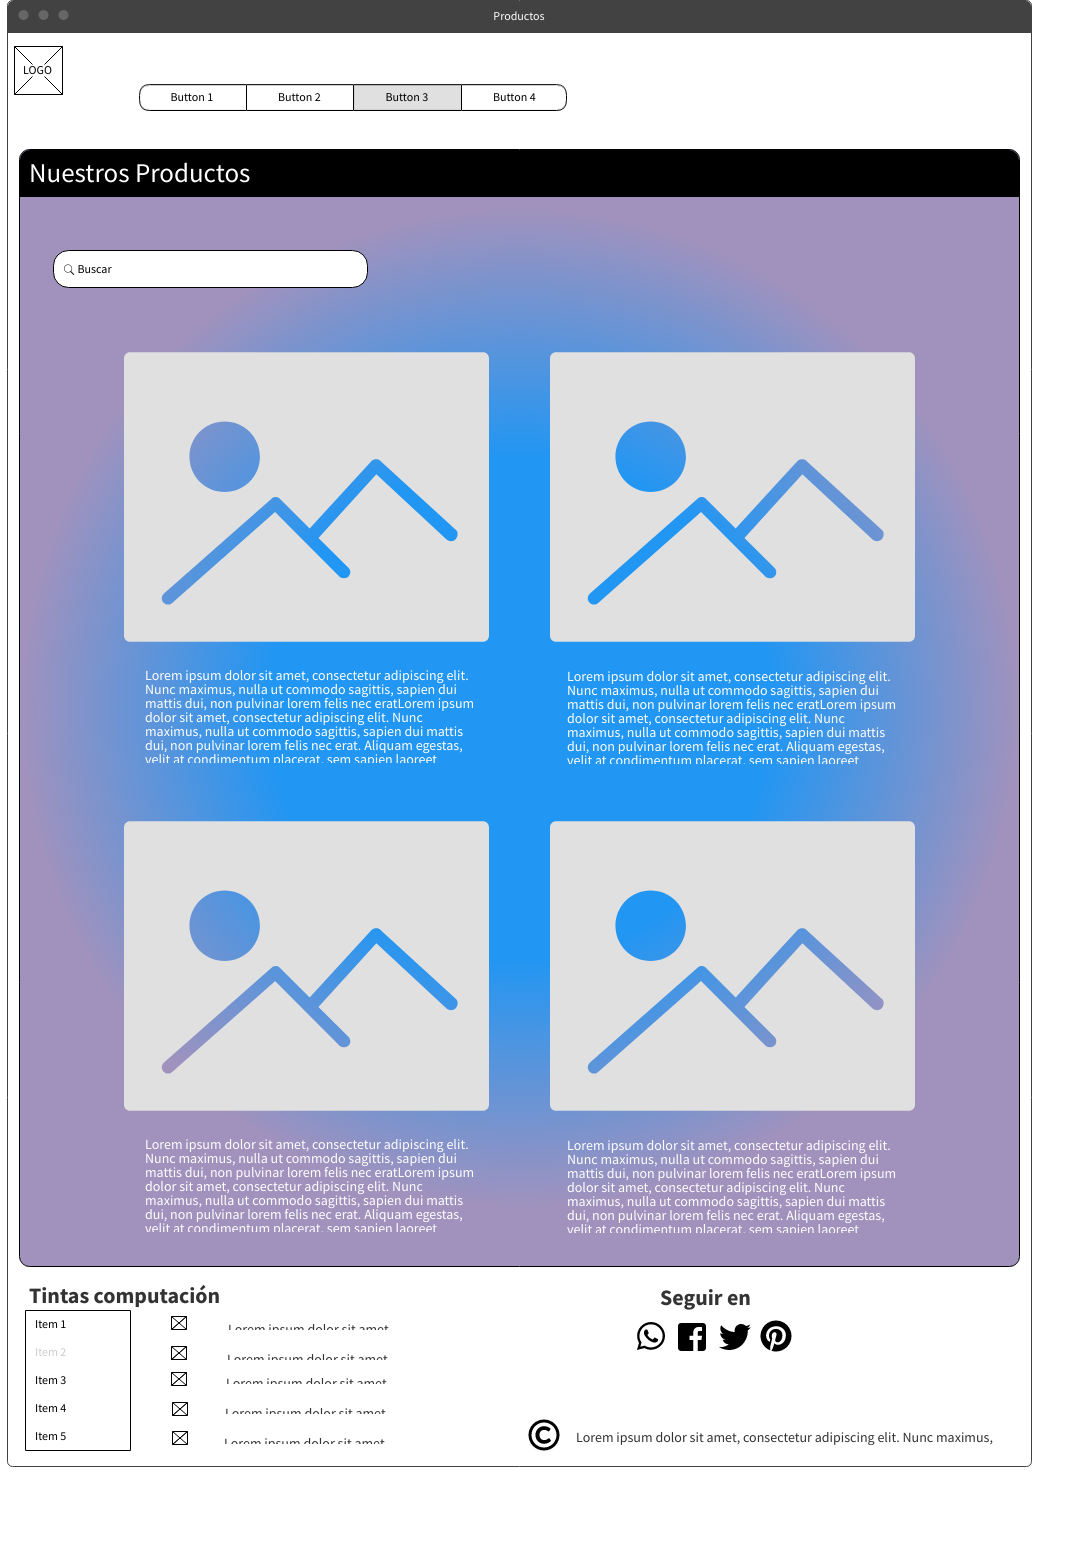 Productos
LOGO
Button 1
Button 2
Button 3
Button 4
Nuestros Productos
Buscar
Lorem ipsum dolor sit amet, consectetur adipiscing elit.
Nunc maximus, nulla ut commodo sagittis, sapien dui
mattis dui, non pulvinar lorem felis nec eratLorem ipsum
dolor sit amet, consectetur adipiscing elit. Nunc
maximus, nulla ut commodo sagittis, sapien dui mattis
dui, non pulvinar lorem felis nec erat. Aliquam egestas,
velit at condimentum placerat, sem sapien laoreet
Lorem ipsum dolor sit amet, consectetur adipiscing elit.
Nunc maximus, nulla ut commodo sagittis, sapien dui
mattis dui, non pulvinar lorem felis nec eratLorem ipsum
dolor sit amet, consectetur adipiscing elit. Nunc
maximus, nulla ut commodo sagittis, sapien dui mattis
dui, non pulvinar lorem felis nec erat. Aliquam egestas,
velit at condimentum placerat, sem sapien laoreet
Lorem ipsum dolor sit amet, consectetur adipiscing elit.
Nunc maximus, nulla ut commodo sagittis, sapien dui
mattis dui, non pulvinar lorem felis nec eratLorem ipsum
dolor sit amet, consectetur adipiscing elit. Nunc
maximus, nulla ut commodo sagittis, sapien dui mattis
dui, non pulvinar lorem felis nec erat. Aliquam egestas,
velit at condimentum placerat, sem sapien laoreet
Lorem ipsum dolor sit amet, consectetur adipiscing elit.
Nunc maximus, nulla ut commodo sagittis, sapien dui
mattis dui, non pulvinar lorem felis nec eratLorem ipsum
dolor sit amet, consectetur adipiscing elit. Nunc
maximus, nulla ut commodo sagittis, sapien dui mattis
dui, non pulvinar lorem felis nec erat. Aliquam egestas,
velit at condimentum placerat, sem sapien laoreet
Tintas computación
Item 1
Item 2
Item 3
Item 4
Item 5
Lorem ipsum dolor sit amet
Lorem ipsum dolor sit amet
Lorem ipsum dolor sit amet
Lorem ipsum dolor sit amet
Lorem ipsum dolor sit amet
Seguir en
© Lorem ipsum dolor sit amet, consectetur adipiscing elit. Nunc maximus,